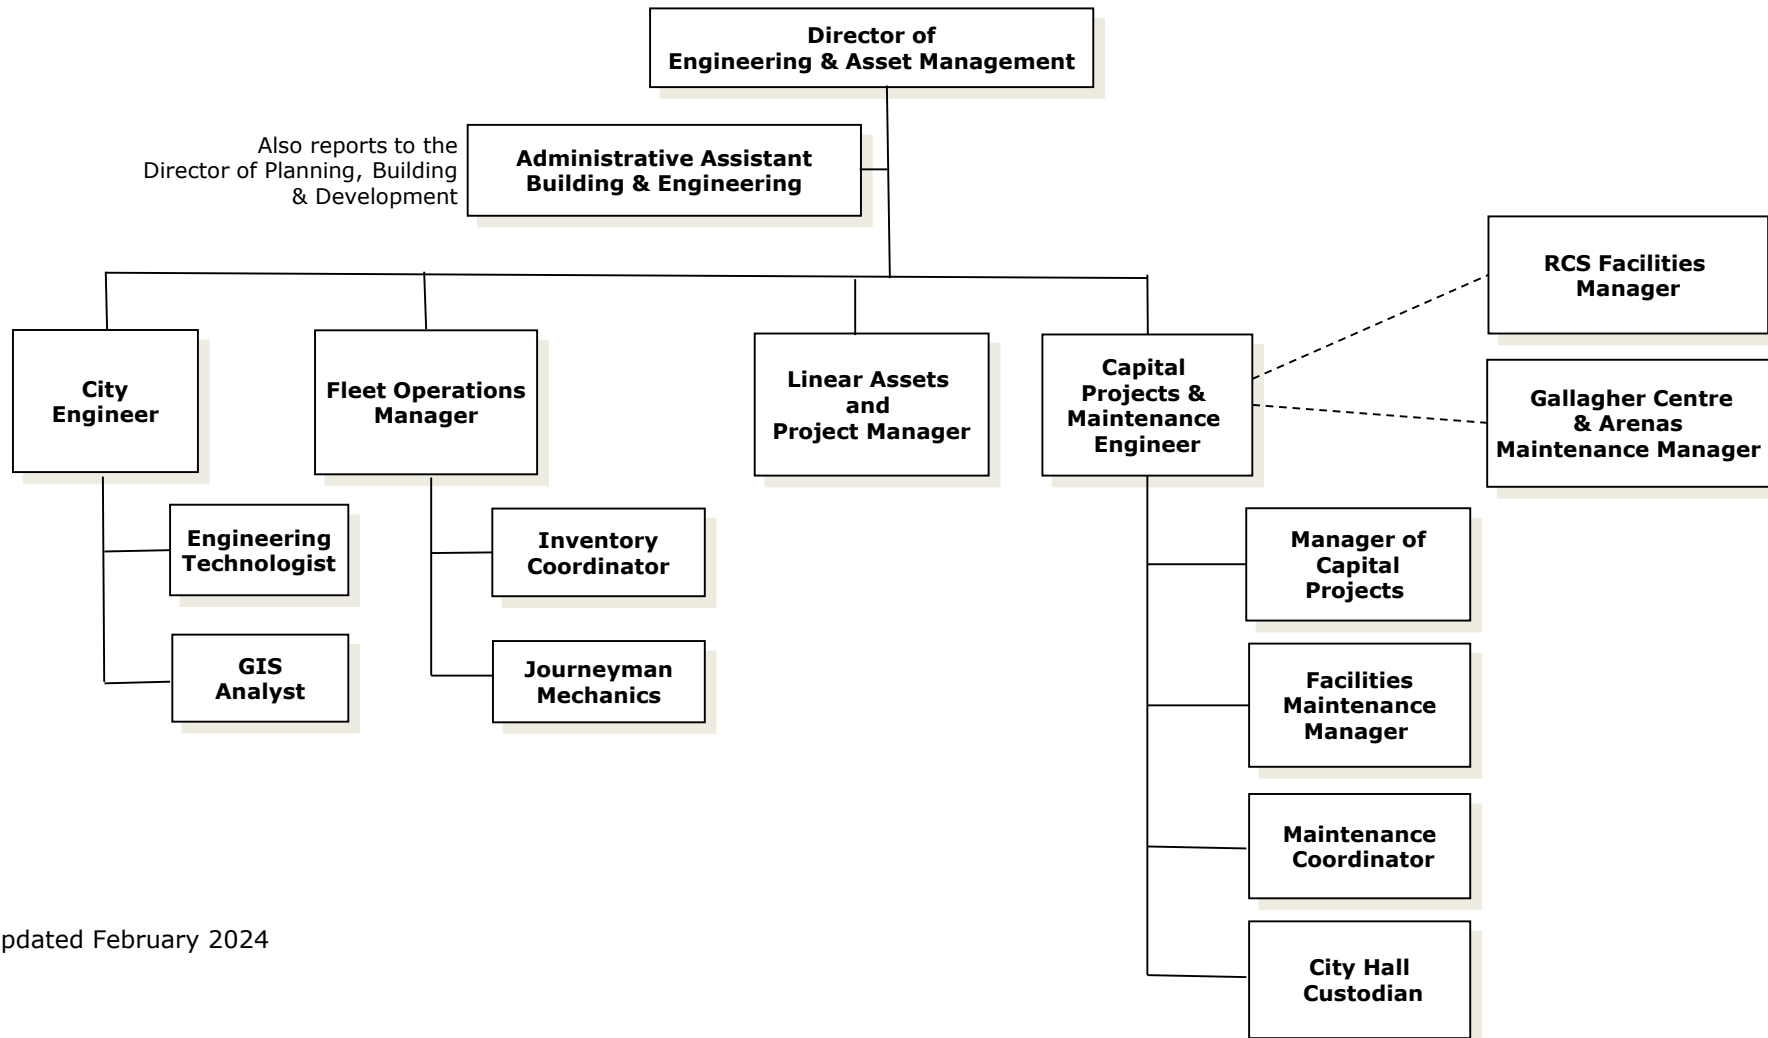 Director of
Engineering & Asset Management
Also reports to the
Director of Planning, Building
& Development
Administrative Assistant
Building & Engineering
RCS Facilities
Manager
Gallagher Centre
& Arenas
Maintenance Manager
City
Engineer
Fleet Operations
Manager
Linear Assets
and
Project Manager
Capital
Projects &
Maintenance
Engineer
Engineering
Technologist
GIS
Analyst
Inventory
Coordinator
Journeyman
Mechanics
Manager of
Capital
Projects
Facilities
Maintenance
Manager
Maintenance
Coordinator
City Hall
Custodian
pdated February 2024